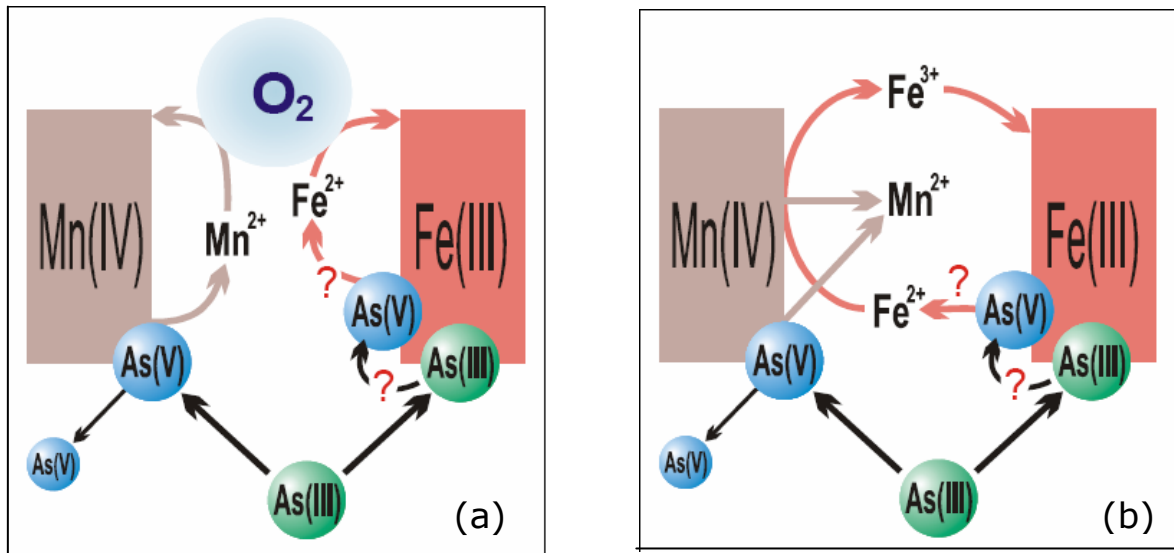 O₂
Fe²⁺
Mn(IV)
Mn²⁺
Fe(III)
?
As(V)
As(V)
?
As(III)
As(V)
As(III)
(a)
Fe³⁺
Mn(IV)
Mn²⁺
Fe(III)
Fe²⁺
?
As(V)
As(V)
?
As(III)
As(V)
As(III)
(b)